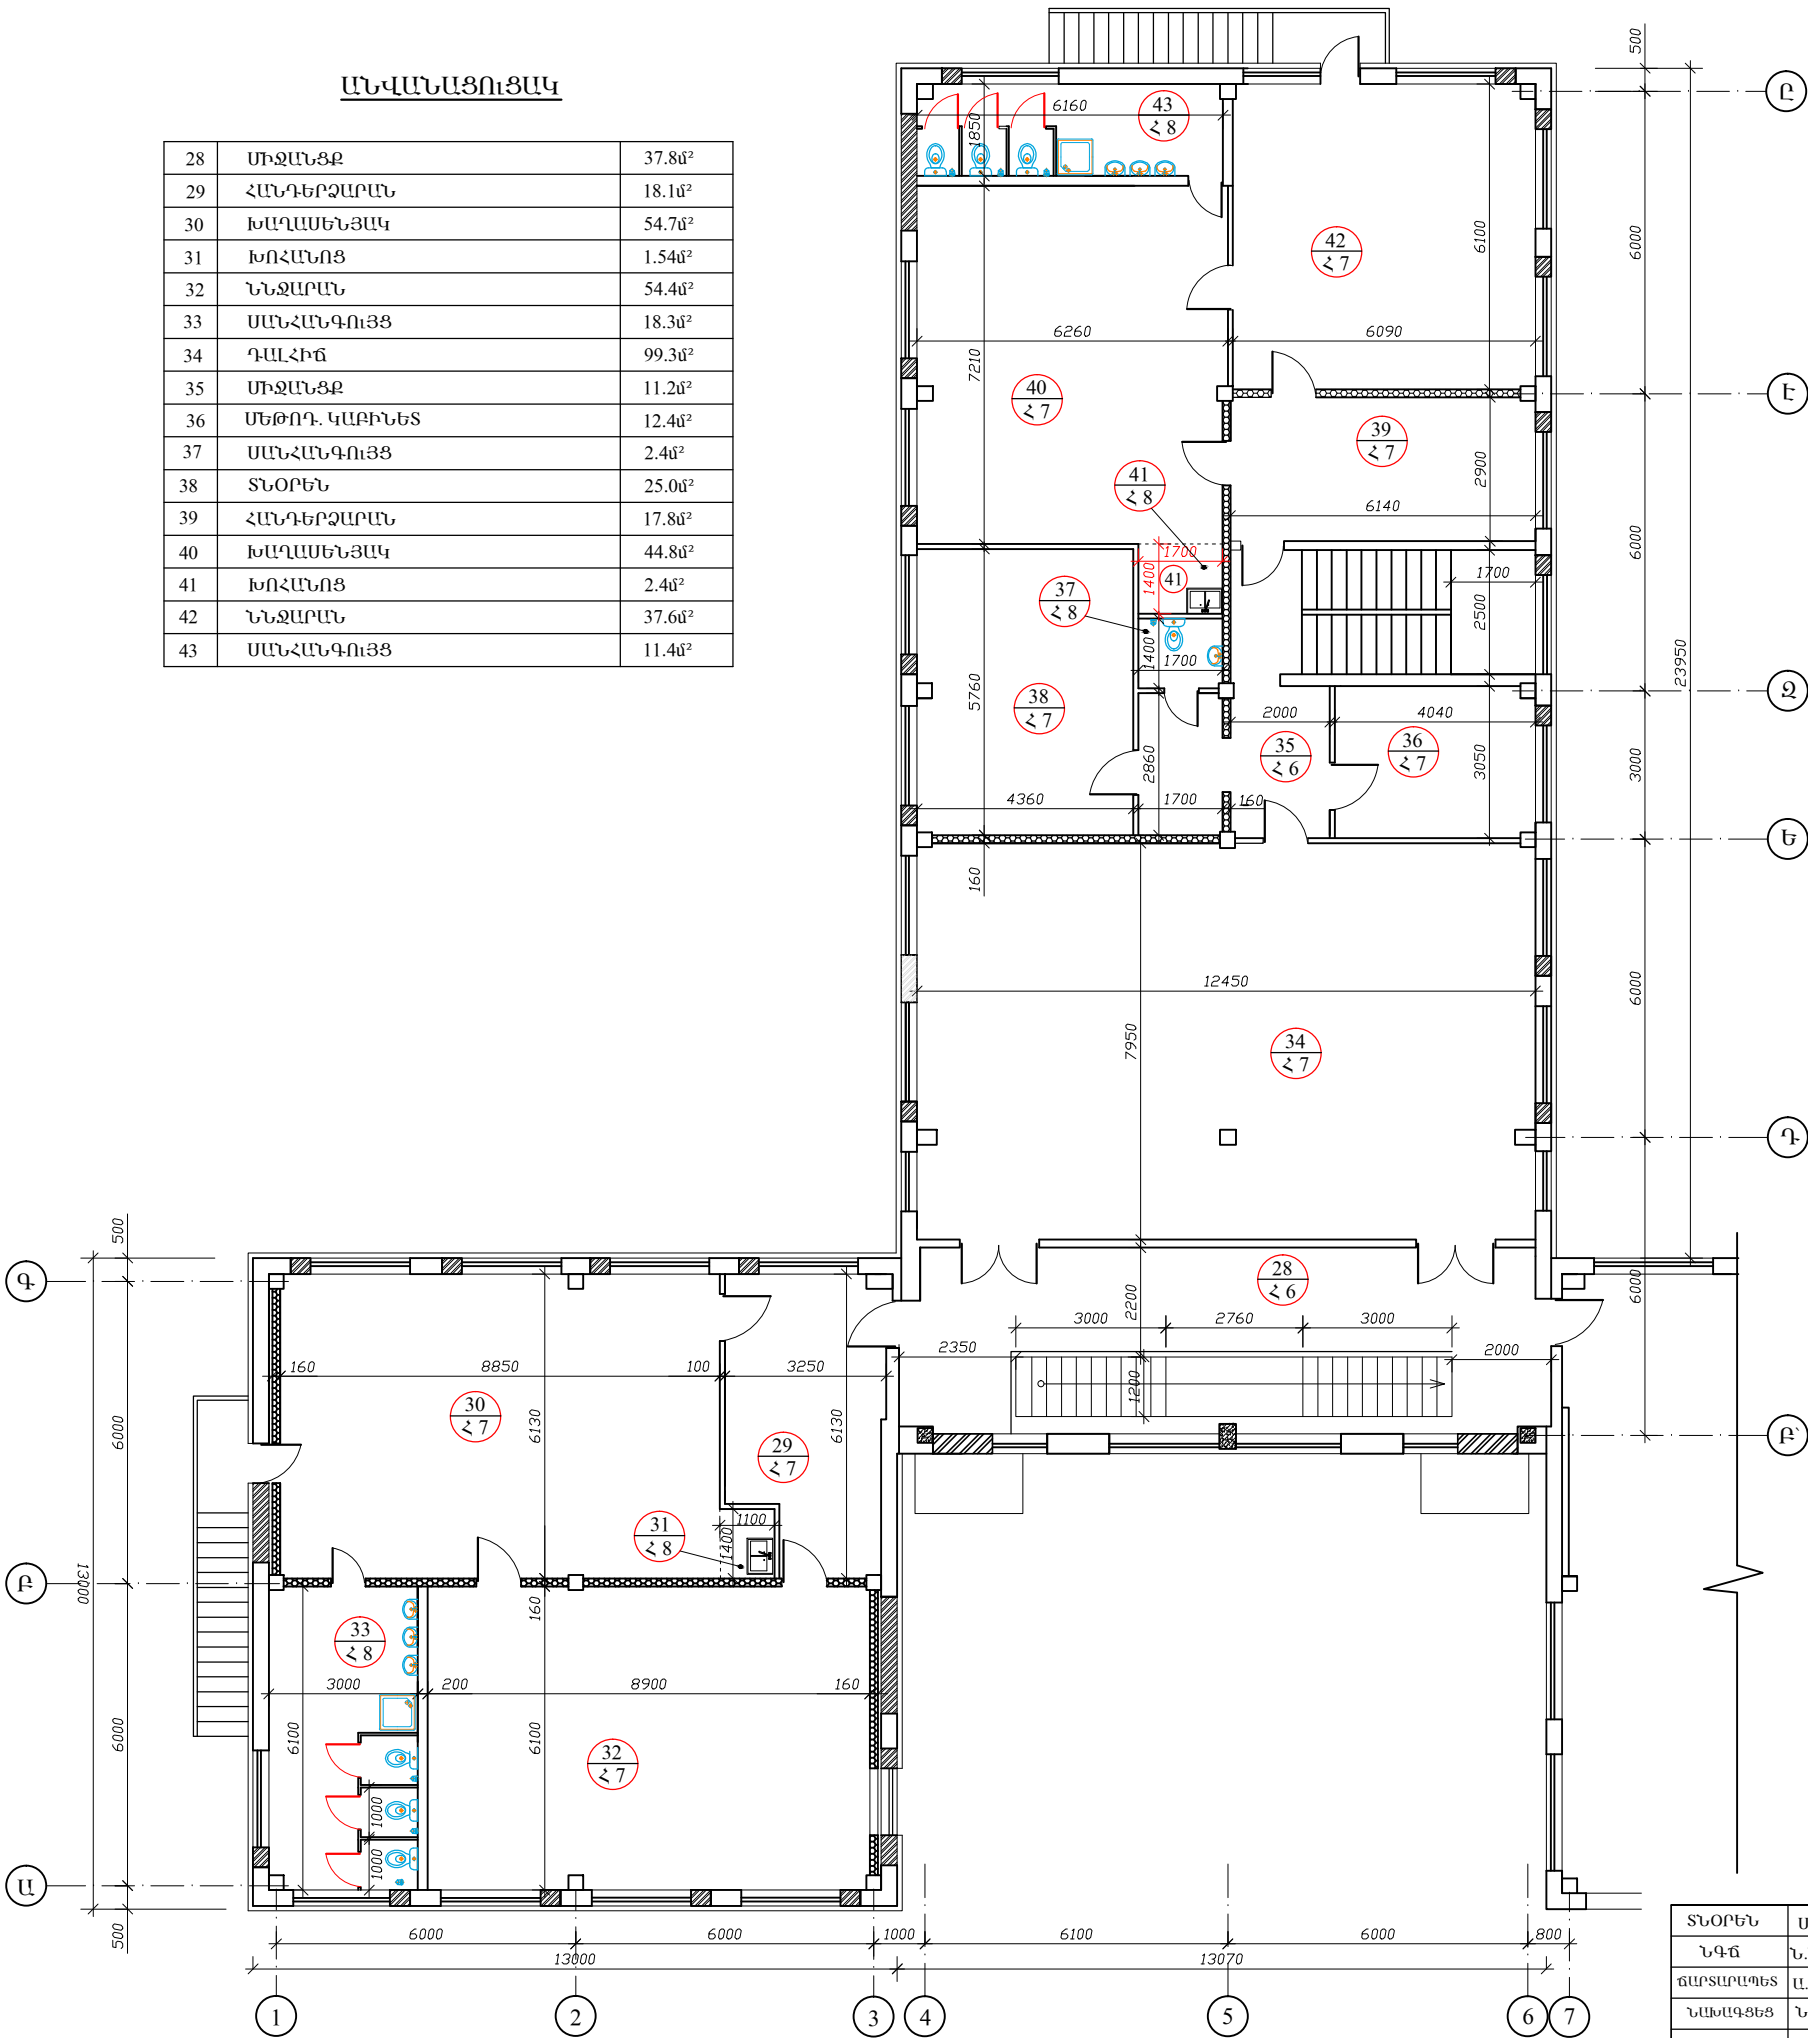 ԱՆՎԱՆԱՑՈւՑԱԿ
28 ՄԻՋԱՆՑՔ 37.8մ²
29 ՀԱՆԴԵՐՁԱՐԱՆ 18.1մ²
30 ԽԱՂԱՍԵՆՅԱԿ 54.7մ²
31 ԽՈՀԱՆՈՑ 1.54մ²
32 ՆՆՋԱՐԱՆ 54.4մ²
33 ՍԱՆՀԱՆԳՈւՅՑ 18.3մ²
34 ԴԱՀԼԻՃ 99.3մ²
35 ՄԻՋԱՆՑՔ 11.2մ²
36 ՄԵԹՈԴ. ԿԱԲԻՆԵՏ 12.4մ²
37 ՍԱՆՀԱՆԳՈւՅՑ 2.4մ²
38 ՏՆՕՐԵՆ 25.0մ²
39 ՀԱՆԴԵՐՁԱՐԱՆ 17.8մ²
40 ԽԱՂԱՍԵՆՅԱԿ 44.8մ²
41 ԽՈՀԱՆՈՑ 2.4մ²
42 ՆՆՋԱՐԱՆ 37.6մ²
43 ՍԱՆՀԱՆԳՈւՅՑ 11.4մ²
500
Ը
6160
43
Հ 8
1850
42
Հ 7
6100
6000
6260
6090
7210
40
Հ 7
Է
39
Հ 7
2900
41
Հ 8
6140
6000
1700
1400
41
1700
37
Հ 8
2500
1400
1700
23950
5760
38
Հ 7
Զ
2000
4040
35
Հ 6
36
Հ 7
2860
3050
3000
4360
1700
160
Ե
160
12450
6000
7950
34
Հ 7
Դ
500
Գ
28
Հ 6
2200
3000
2760
3000
6000
2350
2000
160
8850
100
3250
1200
30
Հ 7
6130
6130
6000
29
Հ 7
Բ՝
31
Հ 8
1100
1400
13000
Բ
160
33
Հ 8
3000
200
8900
160
6000
6100
6100
32
Հ 7
1000
1000
Ա
500
6000
6000
1000
6100
6000
800
13000
13070
1
2
3
4
5
6
7
ՏՆՕՐԵՆ
ՆԳՃ Ն.
ՃԱՐՏԱՐԱՊԵՏ Ա.
ՆԱԽԱԳՑԵՑ Ն